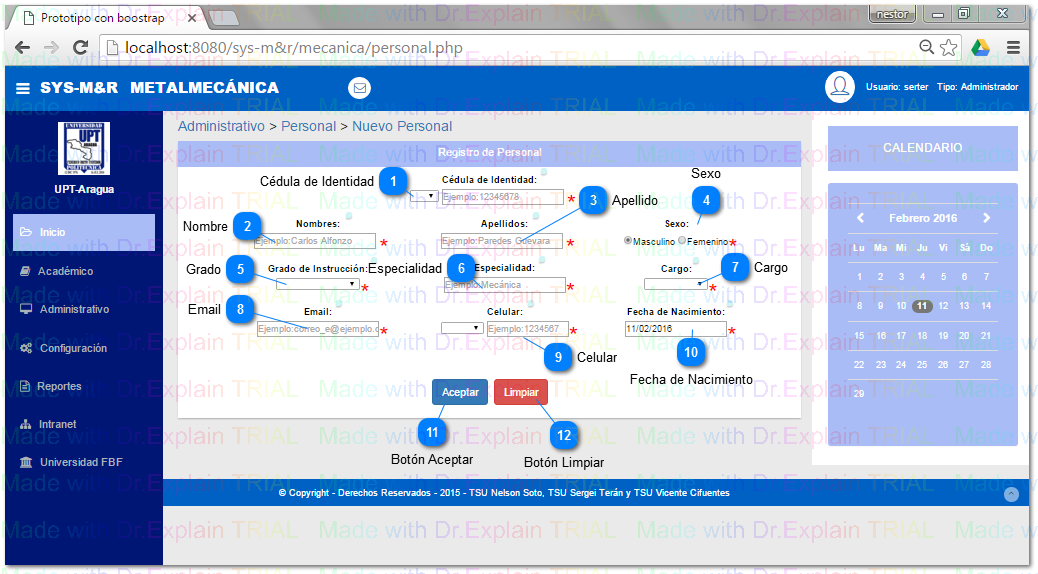 Prototipo con boostrap
nestor
localhost:8080/sys-m&r/mecanica/personal.php
SYS-M&R METALMECÁNICA
Usuario: serter Tipo: Administrador
UNIVERSIDAD
UPT
ARAGUA
POLITECNICA
UPT-Aragua
Inicio
Académico
Administrativo
Configuración
Reportes
Intranet
Universidad FBF
Administrativo > Personal > Nuevo Personal
Registro de Personal
Cédula de Identidad 1
Cédula de Identidad:
Ejemplo:12345678 *
3 Apellido
Sexo
4
Nombre 2
Nombres:
Ejemplo:Carlos Alfonzo *
Apellidos:
Ejemplo:Paredes Guevara *
Sexo:
Masculino Femenino *
Grado 5
Grado de Instrucción:
*
Especialidad 6
Especialidad:
Ejemplo:Mecánica *
Cargo:
*
7 Cargo
Email 8
Email:
Ejemplo:correo_e@ejemplo.c *
Celular:
Ejemplo:1234567 *
9 Celular
Fecha de Nacimiento:
11/02/2016 *
10
Fecha de Nacimiento
Aceptar Limpiar
11
Botón Aceptar
12
Botón Limpiar
CALENDARIO
Febrero 2016
Lu Ma Mi Ju Vi Sá Do
1 2 3 4 5 6 7
8 9 10 11 12 13 14
15 16 17 18 19 20 21
22 23 24 25 26 27 28
29
© Copyright - Derechos Reservados - 2015 - TSU Nelson Soto, TSU Sergei Terán y TSU Vicente Cifuentes
Made with Dr.Explain TRIAL